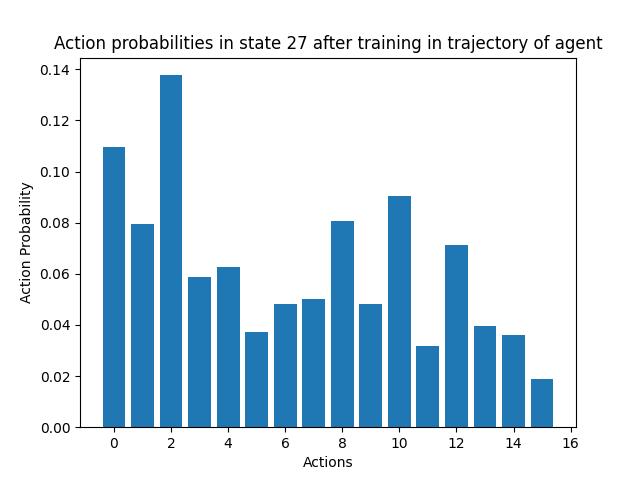 Action probabilities in state 27 after training in trajectory of agent
0.14
0.12
0.10
0.08
0.06
0.04
0.02
0.00
Action Probability
0 2 4 6 8 10 12 14 16
Actions